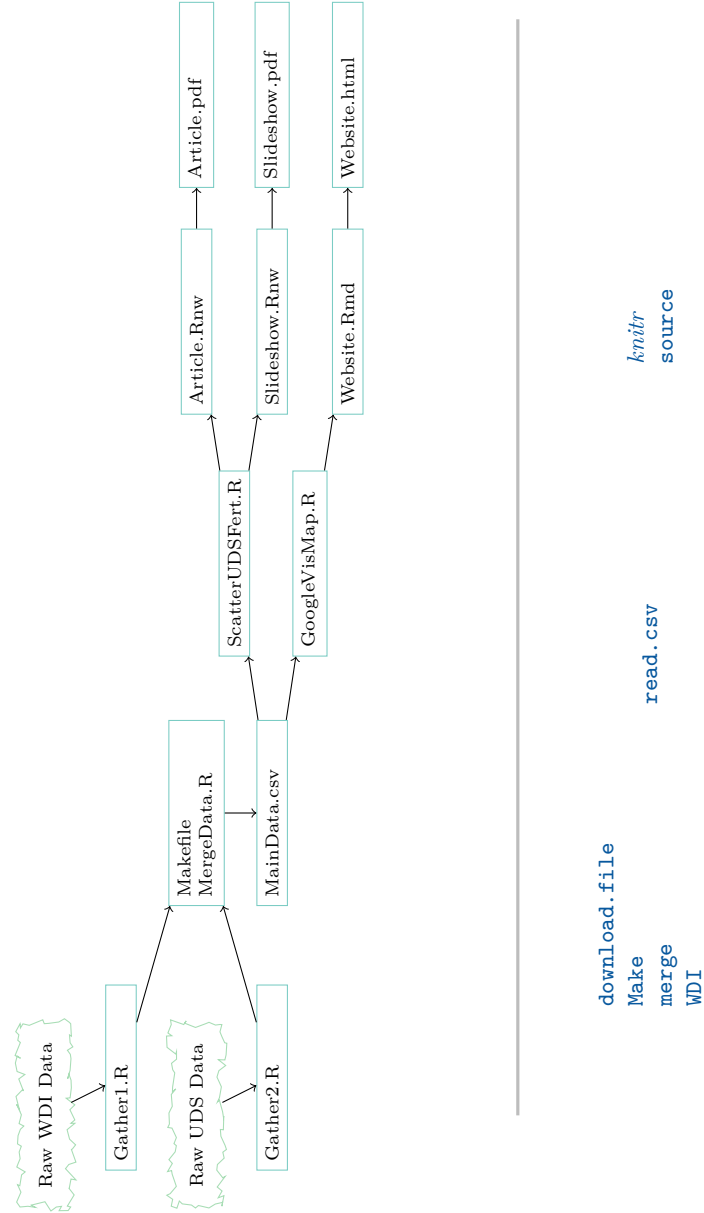 Raw WDI Data
Gather1.R
Raw UDS Data
Gather2.R
Makefile
MergeData.R
MainData.csv
ScatterUDSFert.R
GoogleVisMap.R
Article.Rnw
Slideshow.Rnw
Website.Rmd
Article.pdf
Slideshow.pdf
Website.html
download.file
Make
merge
WDI
read.csv
knitr
source